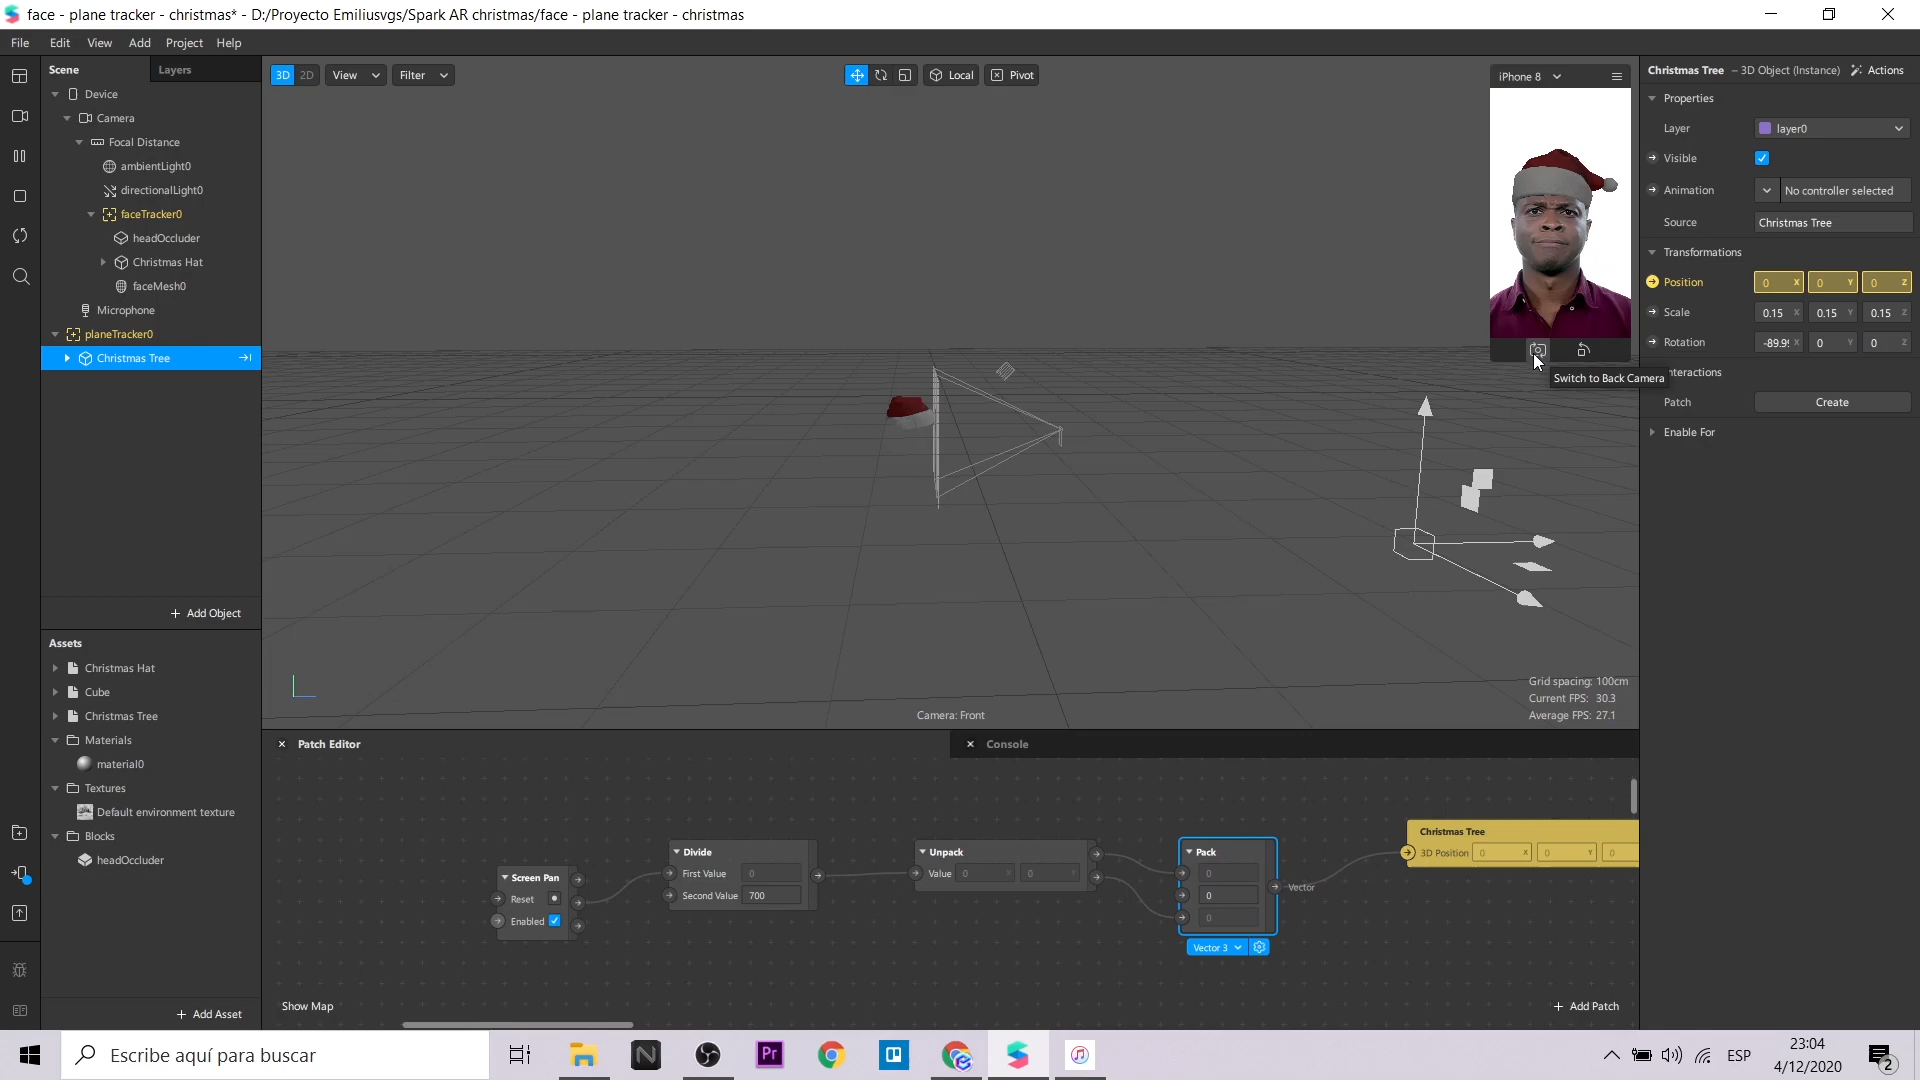 face - plane tracker - christmas* - D:/Proyecto Emiliusvgs/Spark AR christmas/face - plane tracker - christmas
File Edit View Add Project Help
Scene Layers
Device
Camera
Focal Distance
ambientLight0
directionalLight0
faceTracker0
headOccluder
Christmas Hat
faceMesh0
Microphone
planeTracker0
Christmas Tree
+ Add Object
Assets
Christmas Hat
Cube
Christmas Tree
Materials
material0
Textures
Default environment texture
Blocks
headOccluder
+ Add Asset
3D 2D View Filter
Local Pivot
iPhone 8
Switch to Back Camera
Grid spacing: 100cm
Current FPS: 30.3
Average FPS: 27.1
Camera: Front
Christmas Tree – 3D Object (Instance) Actions
Properties
Layer layer0
Visible
Animation No controller selected
Source Christmas Tree
Transformations
Position 0 X 0 Y 0 Z
Scale 0.15 X 0.15 Y 0.15 Z
Rotation -89.9 X 0 Y 0 Z
nteractions
Patch Create
Enable For
Patch Editor
Console
Screen Pan
Reset
Enabled
Divide
First Value 0
Second Value 700
Unpack
Value 0 X 0 Y
Pack
0
0
0
Vector
Vector 3
Christmas Tree
3D Position 0 X 0 Y 0
Show Map
+ Add Patch
Escribe aquí para buscar
N
Pr
ESP
23:04
4/12/2020
2